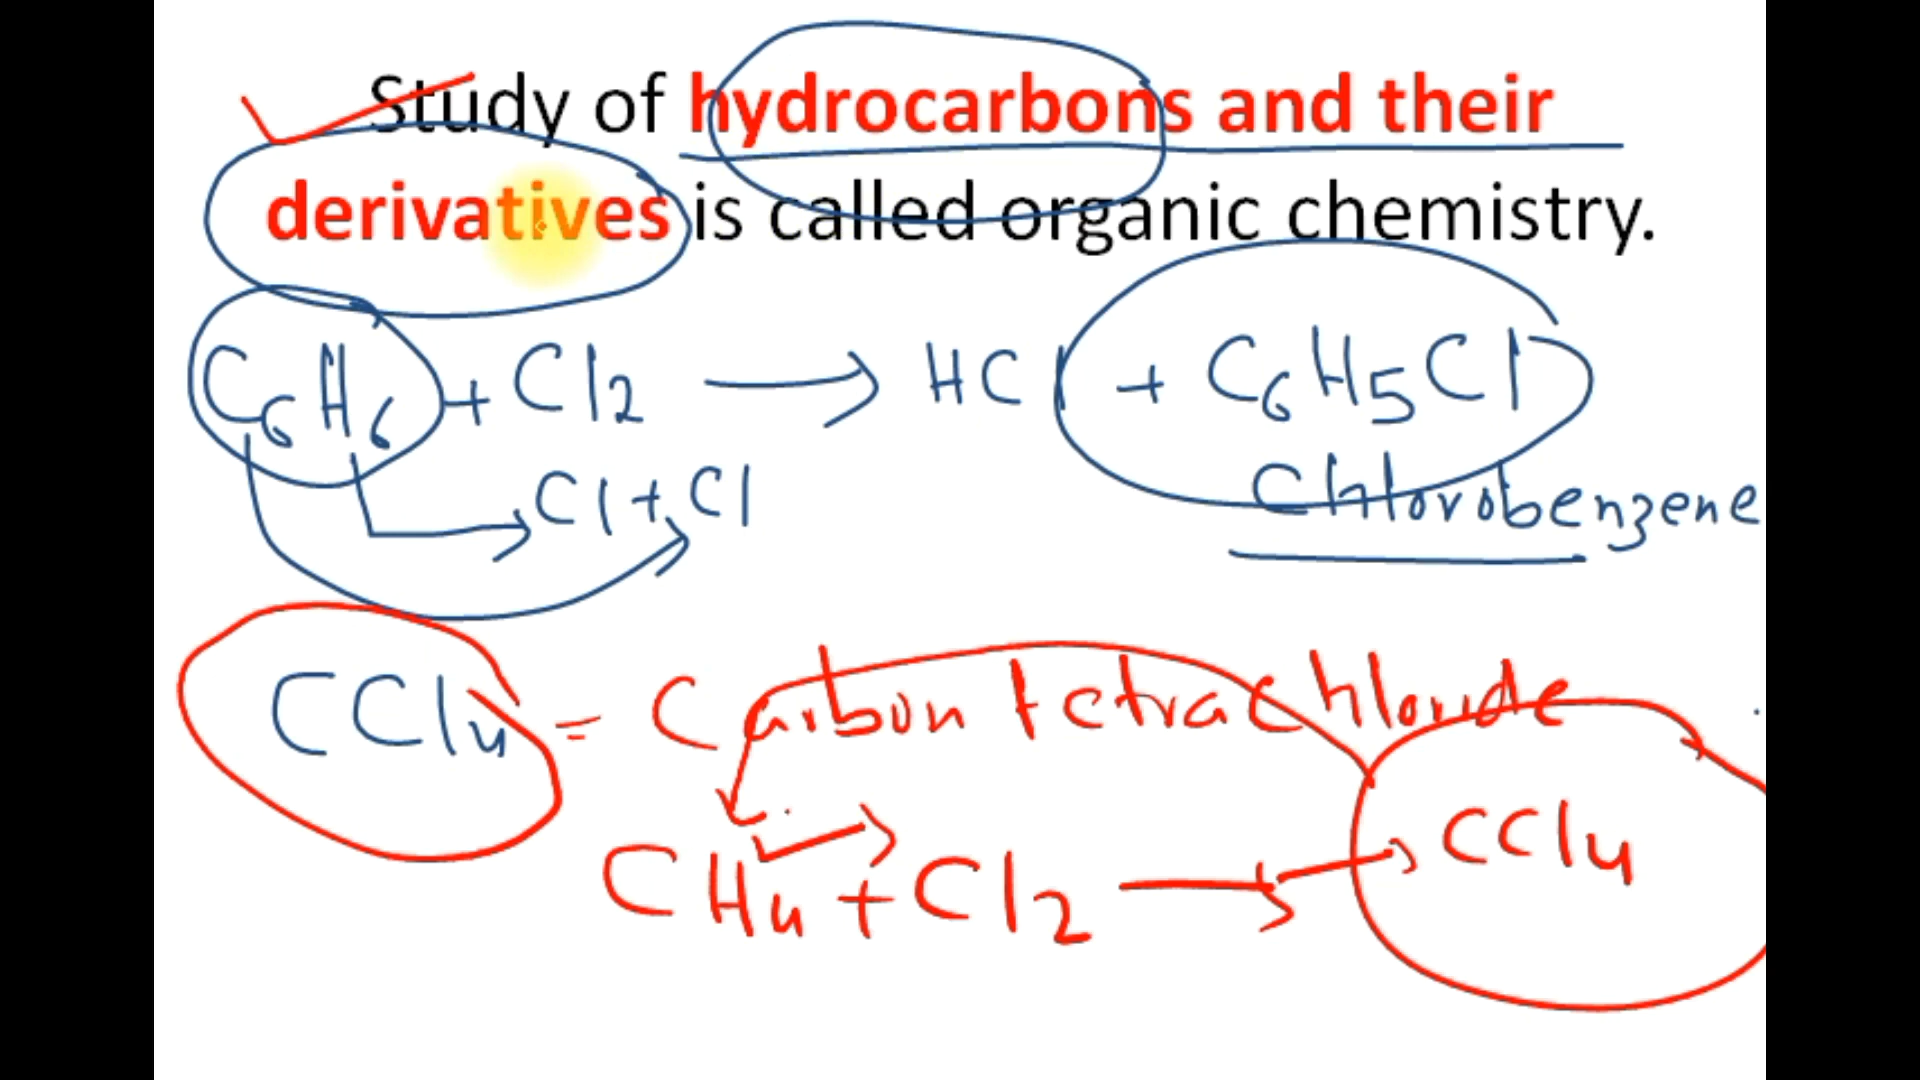 Study of hydrocarbons and their
derivatives is called organic chemistry.
C6H6 + Cl2 → HCl + C6H5Cl
Cl + Cl
Chlorobenzene
CCl4 = Carbon tetrachloride
CH4 + Cl2 → CCl4